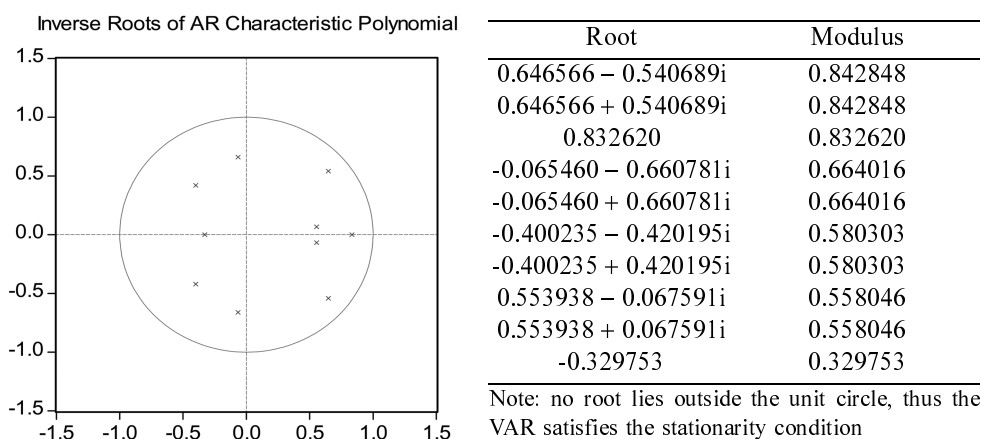 Inverse Roots of AR Characteristic Polynomial
1.5
1.0
0.5
0.0
-0.5
-1.0
-1.5
-1.5 -1.0 -0.5 0.0 0.5 1.0 1.5
Root Modulus
0.646566 – 0.540689i 0.842848
0.646566 + 0.540689i 0.842848
0.832620 0.832620
-0.065460 – 0.660781i 0.664016
-0.065460 + 0.660781i 0.664016
-0.400235 – 0.420195i 0.580303
-0.400235 + 0.420195i 0.580303
0.553938 – 0.067591i 0.558046
0.553938 + 0.067591i 0.558046
-0.329753 0.329753
Note: no root lies outside the unit circle, thus the
VAR satisfies the stationarity condition